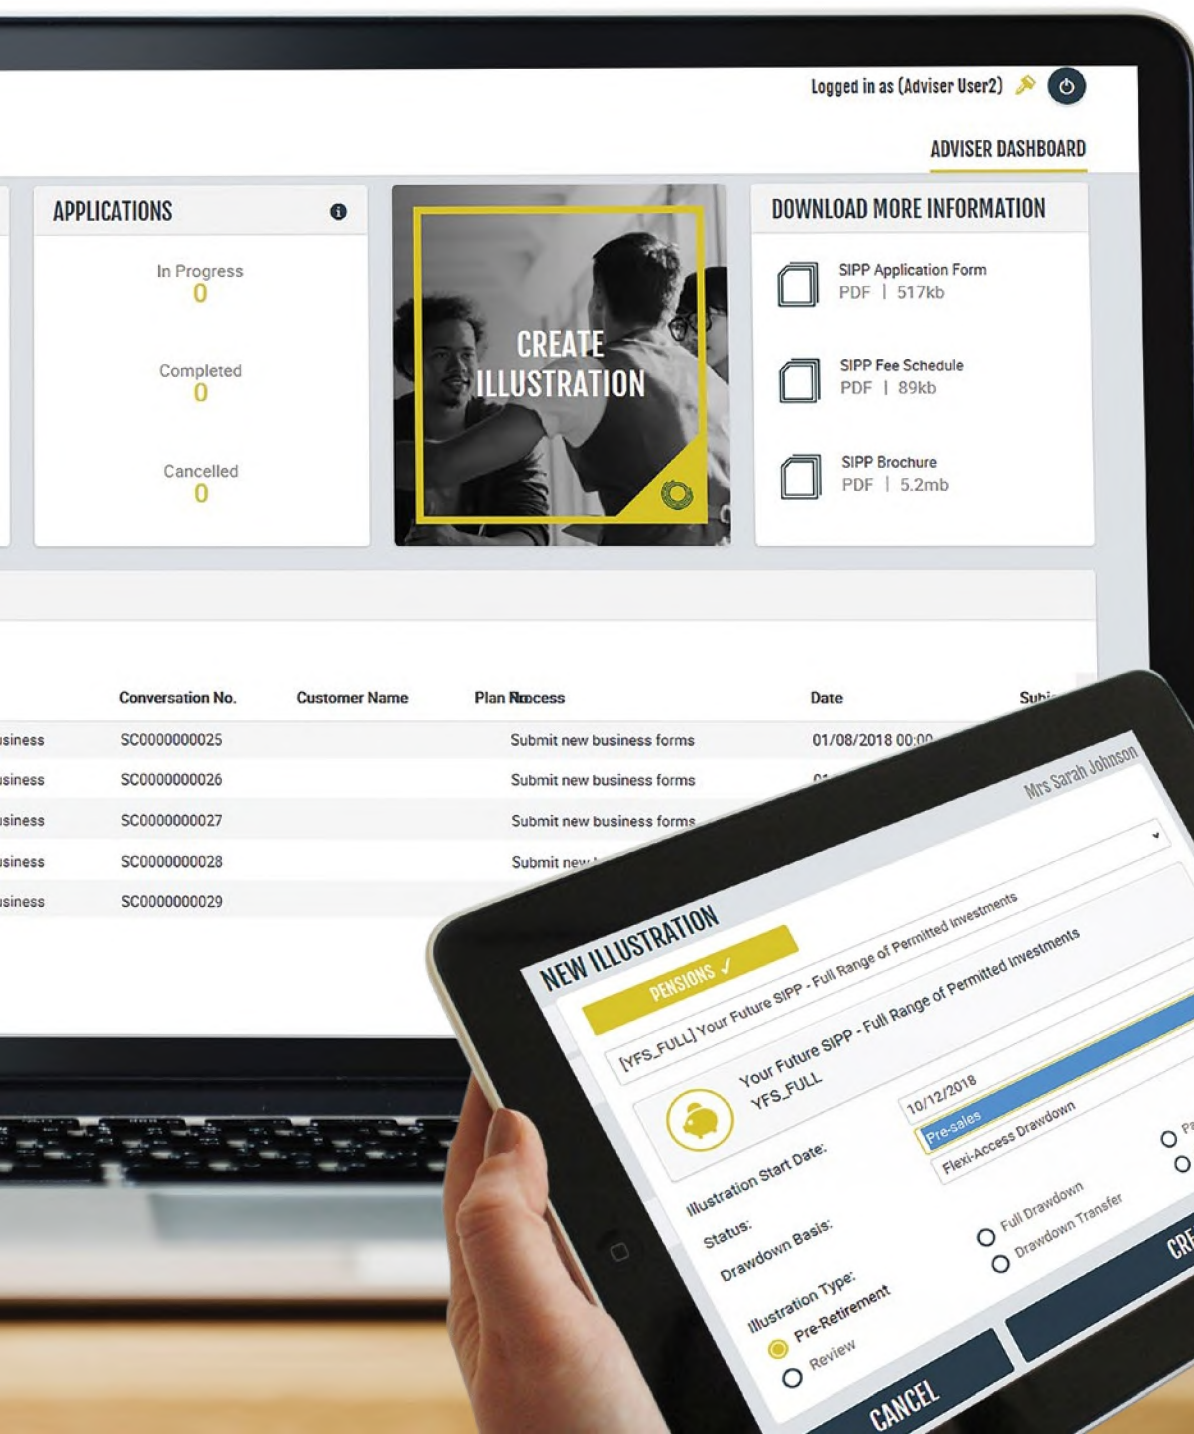 Logged in as (Adviser User2)
ADVISER DASHBOARD
APPLICATIONS
In Progress
0
Completed
0
Cancelled
0
CREATE
ILLUSTRATION
DOWNLOAD MORE INFORMATION
SIPP Application Form
PDF | 517kb
SIPP Fee Schedule
PDF | 89kb
SIPP Brochure
PDF | 5.2mb
Conversation No. Customer Name Plan Process Date
SC0000000025 Submit new business forms 01/08/2018 00:00
SC0000000026 Submit new business forms
SC0000000027 Submit new business forms
SC0000000028 Submit new
SC0000000029
Mrs Sarah Johnson
NEW ILLUSTRATION
PENSIONS ✓
[YFS_FULL] Your Future SIPP - Full Range of Permitted Investments
Your Future SIPP - Full Range of Permitted Investments
YFS_FULL
Illustration Start Date: 10/12/2018
Status: Pre-sales
Drawdown Basis: Flexi-Access Drawdown
Illustration Type:
Pre-Retirement Full Drawdown
Review Drawdown Transfer
CANCEL